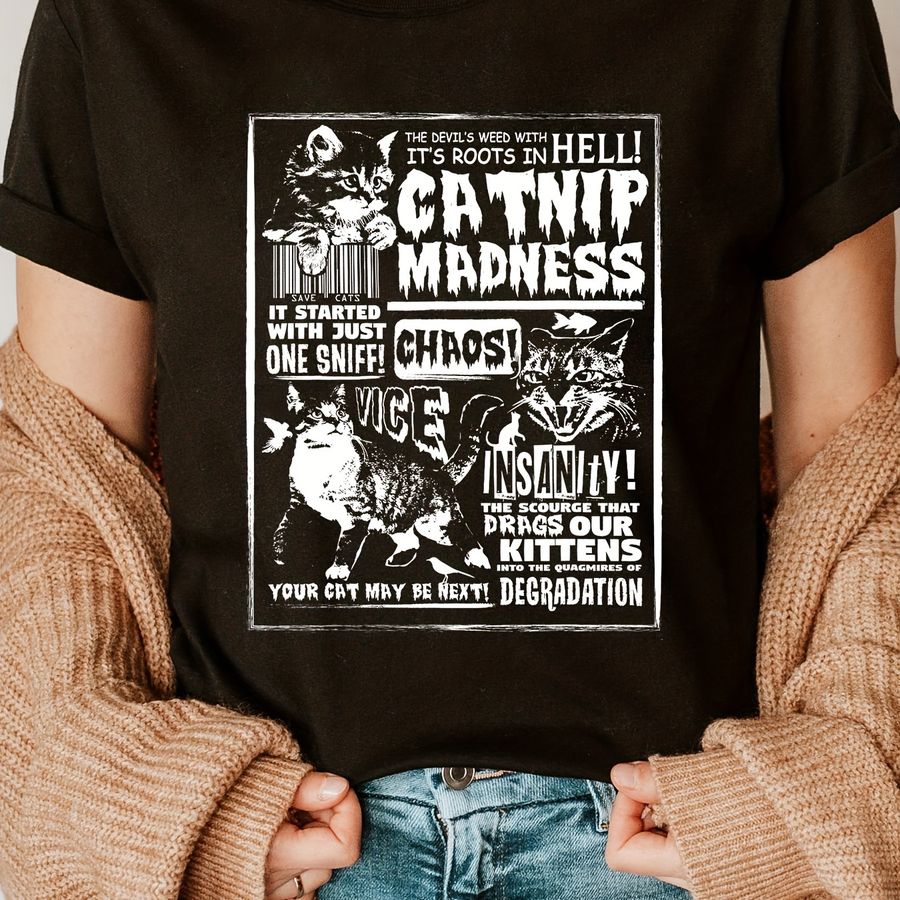 THE DEVIL'S WEED WITH
IT'S ROOTS IN HELL!
CATNIP
MADNESS
SAVE CATS
IT STARTED
WITH JUST
ONE SNIFF!
CHAOS!
VICE
INSANITY!
THE SCOURGE THAT
DRAGS OUR
KITTENS
INTO THE QUAGMIRES OF
DEGRADATION
YOUR CAT MAY BE NEXT!